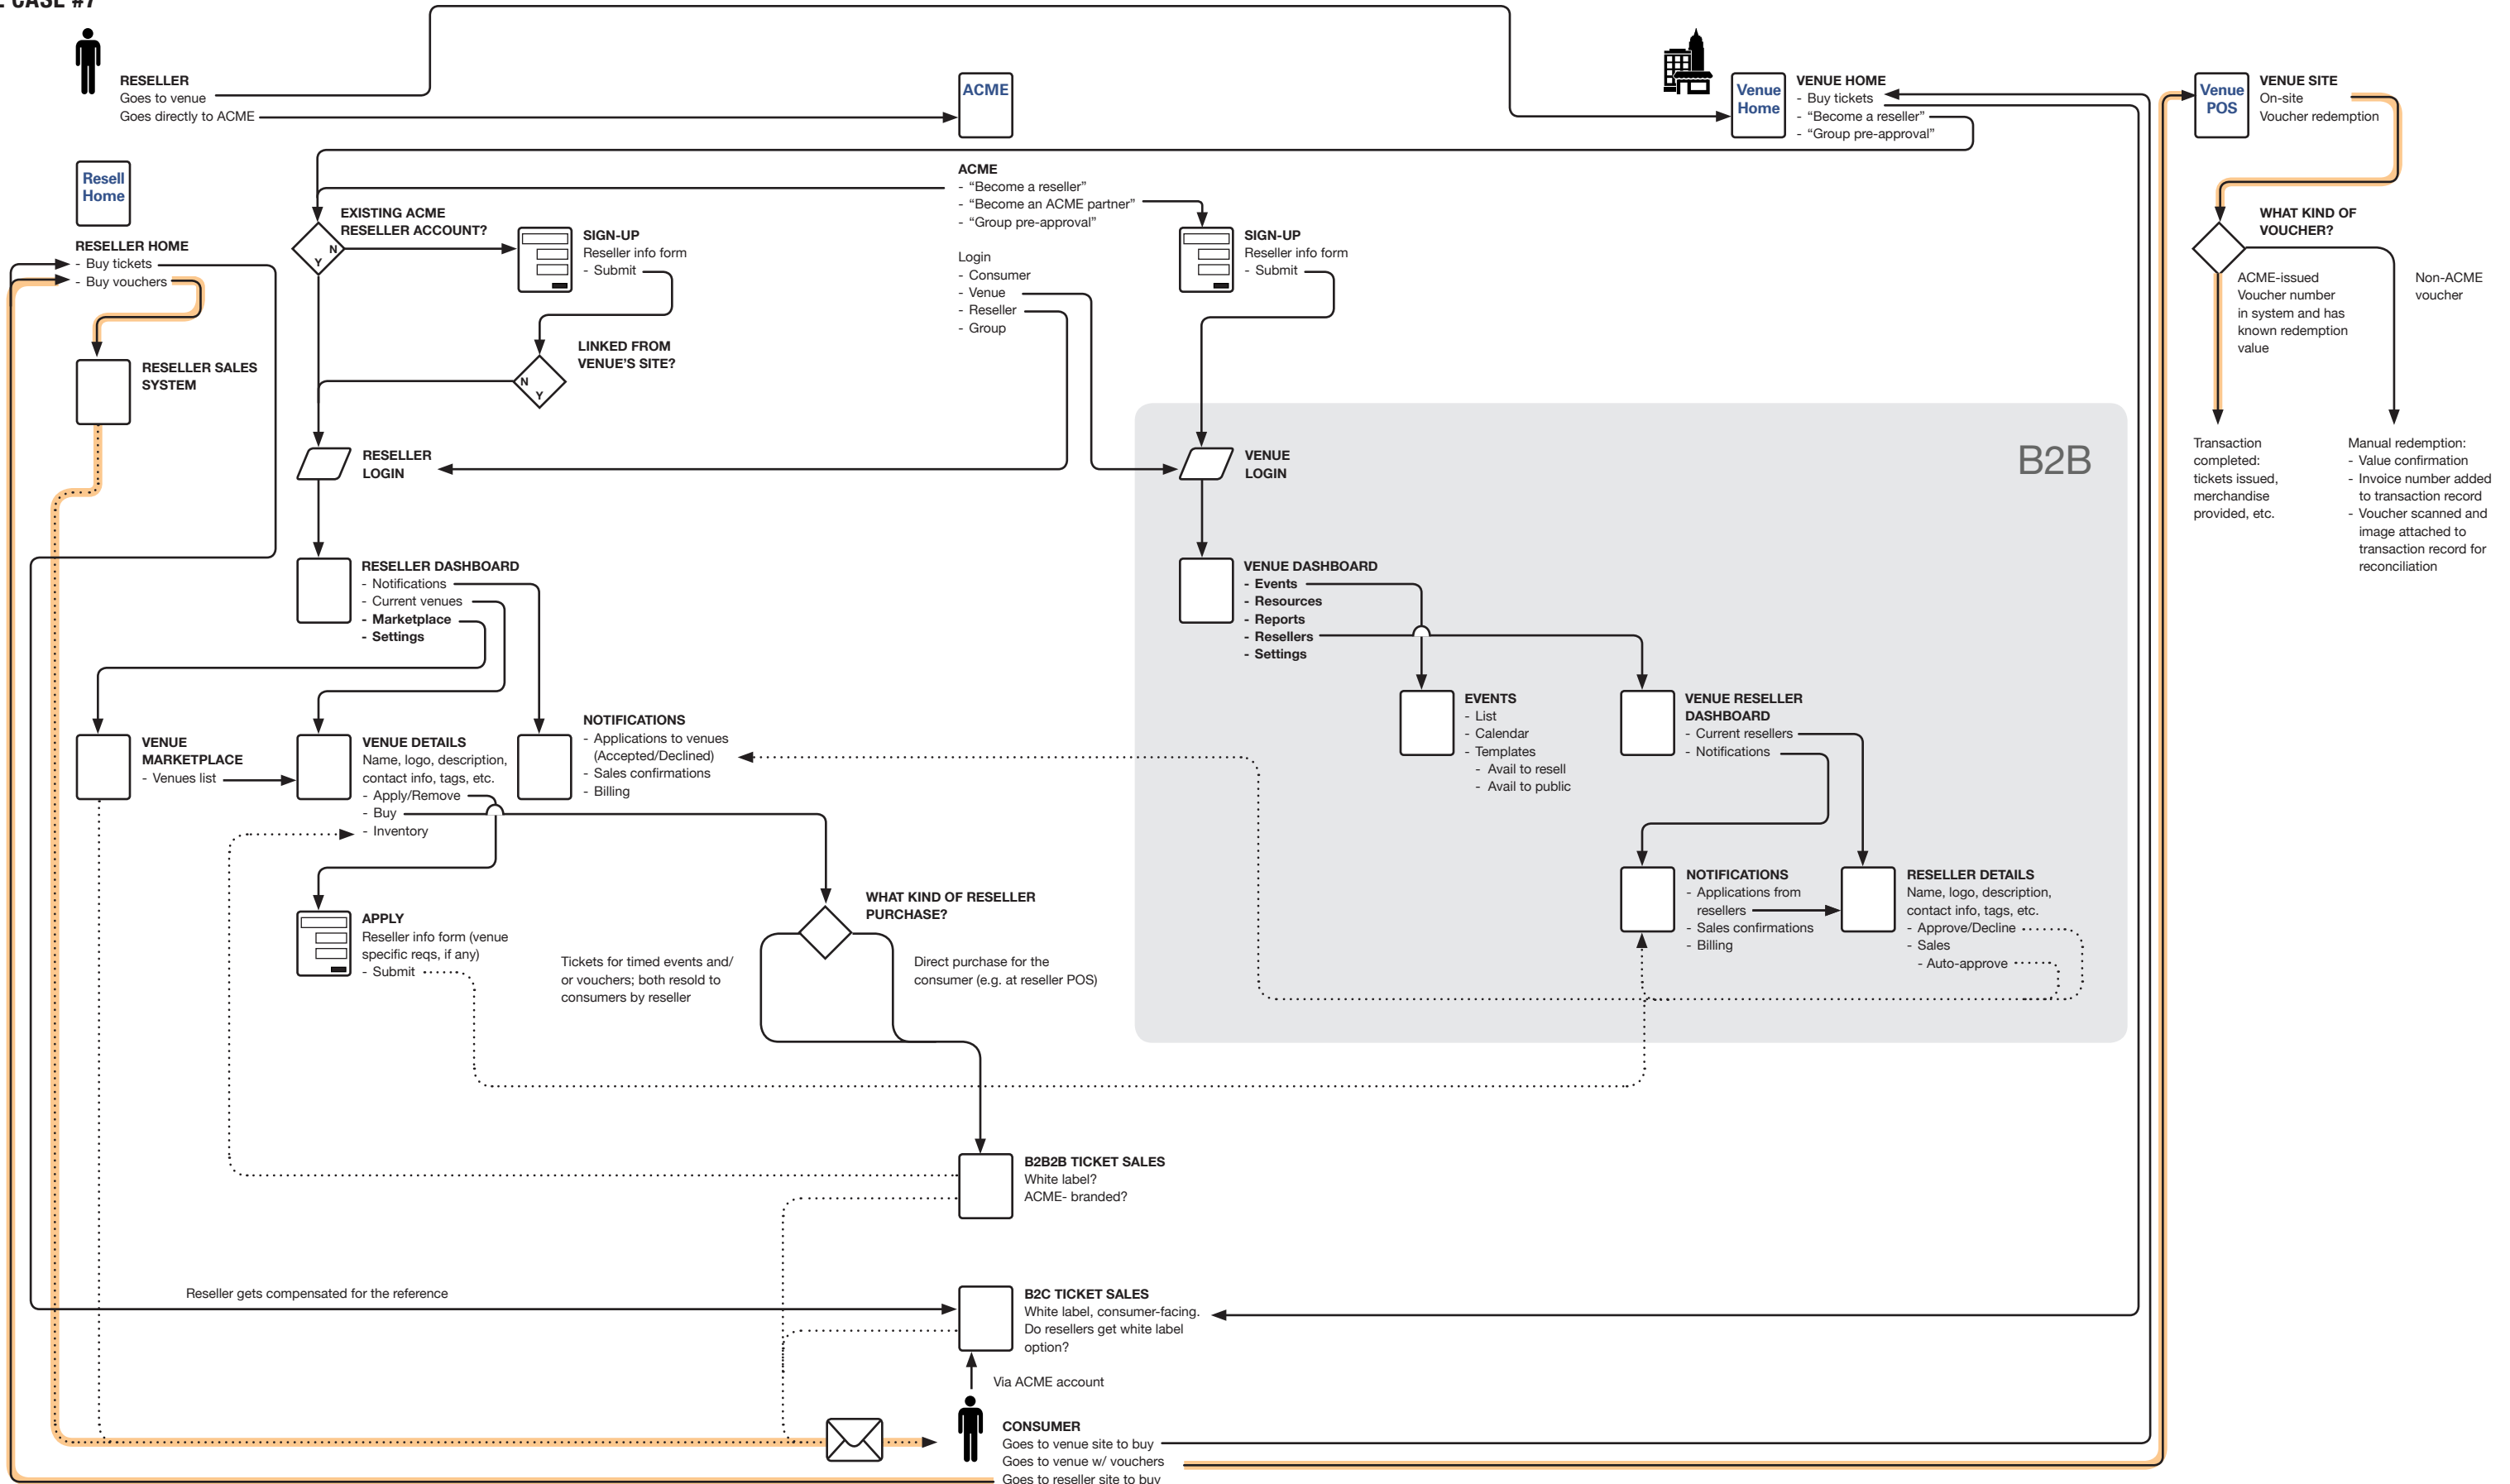 CASE #7
RESELLER
Goes to venue
Goes directly to ACME
ACME
Venue
Home
VENUE HOME
- Buy tickets
- “Become a reseller”
- “Group pre-approval”
Venue
POS
VENUE SITE
On-site
Voucher redemption
Resell
Home
RESELLER HOME
- Buy tickets
- Buy vouchers
RESELLER SALES
SYSTEM
EXISTING ACME
RESELLER ACCOUNT?
N
Y
SIGN-UP
Reseller info form
- Submit
LINKED FROM
VENUE’S SITE?
N
Y
ACME
- “Become a reseller”
- “Become an ACME partner”
- “Group pre-approval”
Login
- Consumer
- Venue
- Reseller
- Group
SIGN-UP
Reseller info form
- Submit
WHAT KIND OF
VOUCHER?
ACME-issued
Voucher number
in system and has
known redemption
value
Non-ACME
voucher
Transaction
completed:
tickets issued,
merchandise
provided, etc.
Manual redemption:
- Value confirmation
- Invoice number added
to transaction record
- Voucher scanned and
image attached to
transaction record for
reconciliation
RESELLER
LOGIN
VENUE
LOGIN
B2B
RESELLER DASHBOARD
- Notifications
- Current venues
- Marketplace
- Settings
VENUE DASHBOARD
- Events
- Resources
- Reports
- Resellers
- Settings
VENUE
MARKETPLACE
- Venues list
VENUE DETAILS
Name, logo, description,
contact info, tags, etc.
- Apply/Remove
- Buy
- Inventory
NOTIFICATIONS
- Applications to venues
(Accepted/Declined)
- Sales confirmations
- Billing
EVENTS
- List
- Calendar
- Templates
- Avail to resell
- Avail to public
VENUE RESELLER
DASHBOARD
- Current resellers
- Notifications
NOTIFICATIONS
- Applications from
resellers
- Sales confirmations
- Billing
RESELLER DETAILS
Name, logo, description,
contact info, tags, etc.
- Approve/Decline
- Sales
- Auto-approve
APPLY
Reseller info form (venue
specific reqs, if any)
- Submit
WHAT KIND OF RESELLER
PURCHASE?
Tickets for timed events and/
or vouchers; both resold to
consumers by reseller
Direct purchase for the
consumer (e.g. at reseller POS)
B2B2B TICKET SALES
White label?
ACME- branded?
Reseller gets compensated for the reference
B2C TICKET SALES
White label, consumer-facing.
Do resellers get white label
option?
Via ACME account
CONSUMER
Goes to venue site to buy
Goes to venue w/ vouchers
Goes to reseller site to buy